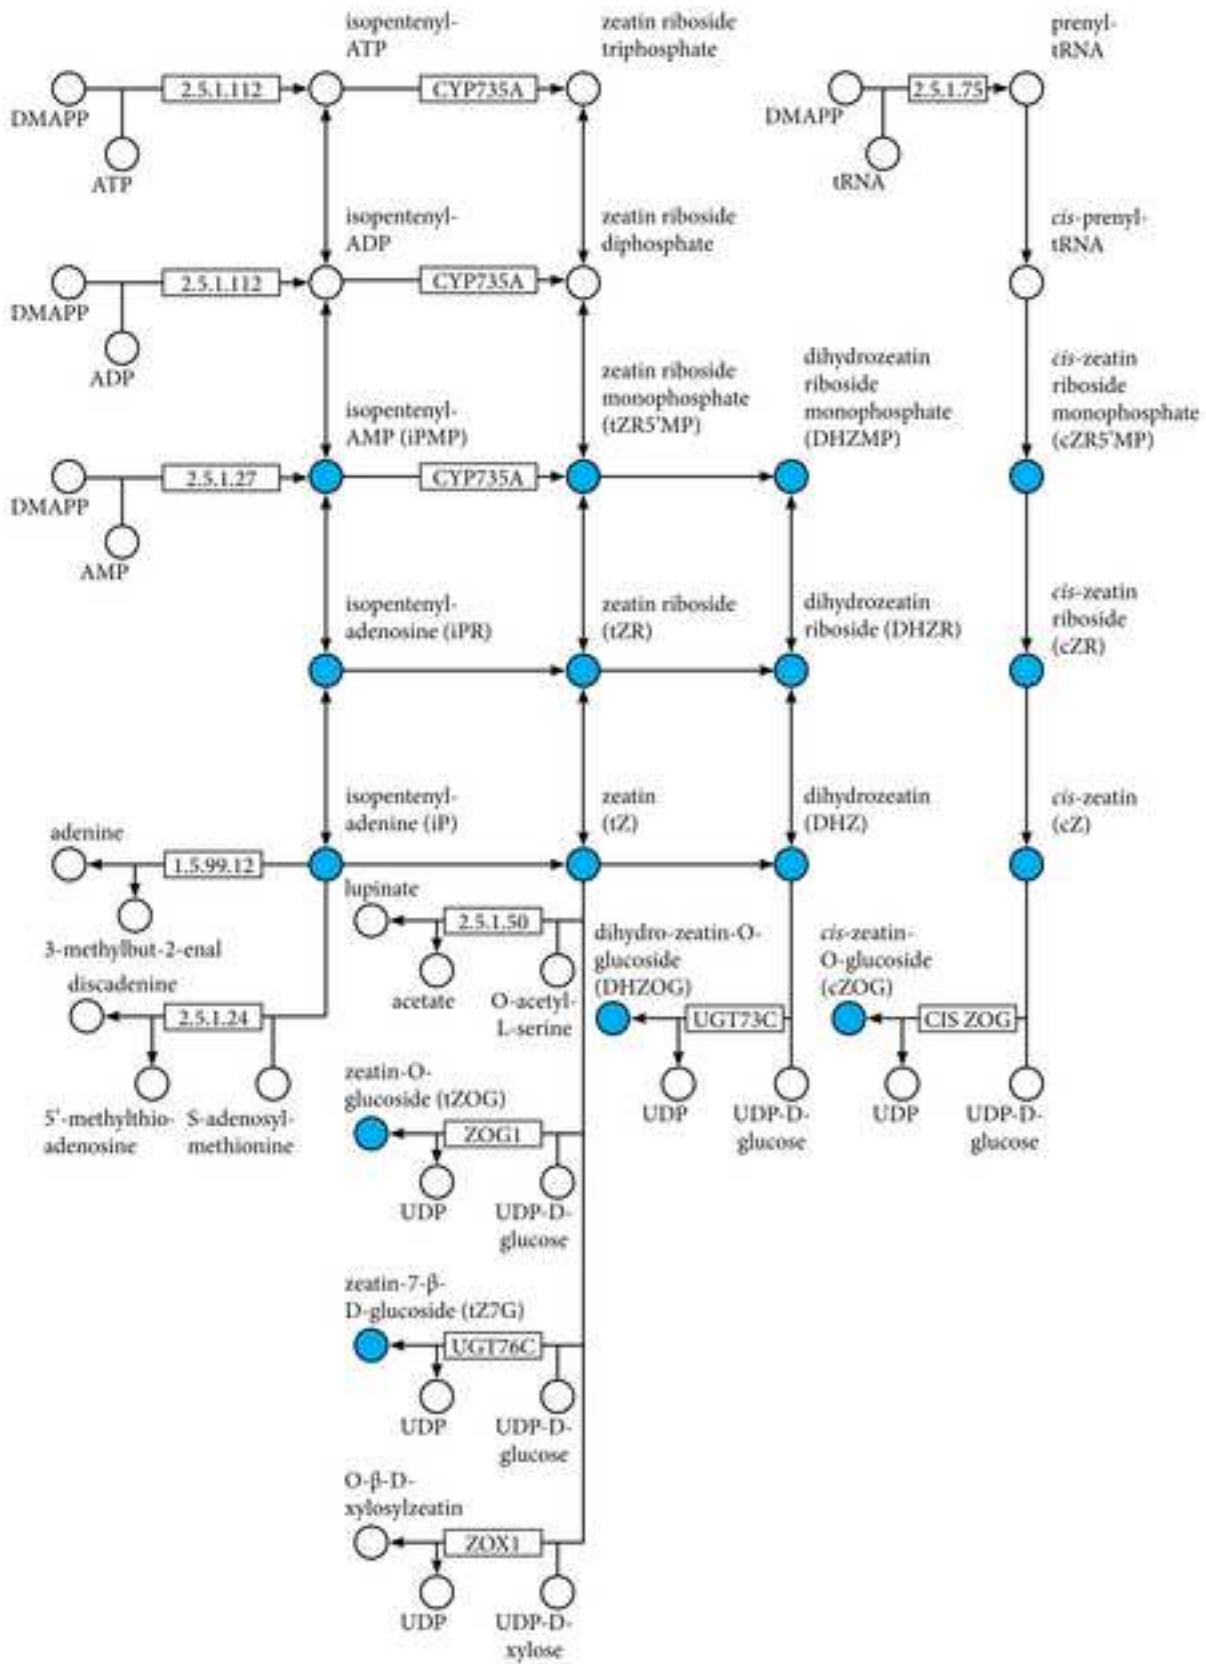 isopentenyl-
ATP
zeatin riboside
triphosphate
prenyl-
tRNA
2.5.1.112
CYP735A
2.5.1.75
DMAPP
DMAPP
ATP
tRNA
isopentenyl-
ADP
zeatin riboside
diphosphate
cis-prenyl-
tRNA
2.5.1.112
CYP735A
DMAPP
ADP
isopentenyl-
AMP (iPMP)
zeatin riboside
monophosphate
(tZR5'MP)
dihydrozeatin
riboside
monophosphate
(DHZMP)
cis-zeatin
riboside
monophosphate
(cZR5'MP)
2.5.1.27
CYP735A
DMAPP
AMP
isopentenyl-
adenosine (iPR)
zeatin riboside
(tZR)
dihydrozeatin
riboside (DHZR)
cis-zeatin
riboside
(cZR)
isopentenyl-
adenine (iP)
zeatin
(tZ)
dihydrozeatin
(DHZ)
cis-zeatin
(cZ)
adenine
1.5.99.12
3-methylbut-2-enal
lupinate
2.5.1.50
acetate
O-acetyl-
L-serine
dihydro-zeatin-O-
glucoside
(DHZOG)
UGT73C
UDP
UDP-D-
glucose
cis-zeatin-
O-glucoside
(cZOG)
CIS ZOG
UDP
UDP-D-
glucose
discadenine
2.5.1.24
5'-methylthio-
adenosine
S-adenosyl-
methionine
zeatin-O-
glucoside (tZOG)
ZOG1
UDP
UDP-D-
glucose
zeatin-7-β-
D-glucoside (tZ7G)
UGT76C
UDP
UDP-D-
glucose
O-β-D-
xylosylzeatin
ZOX1
UDP
UDP-D-
xylose